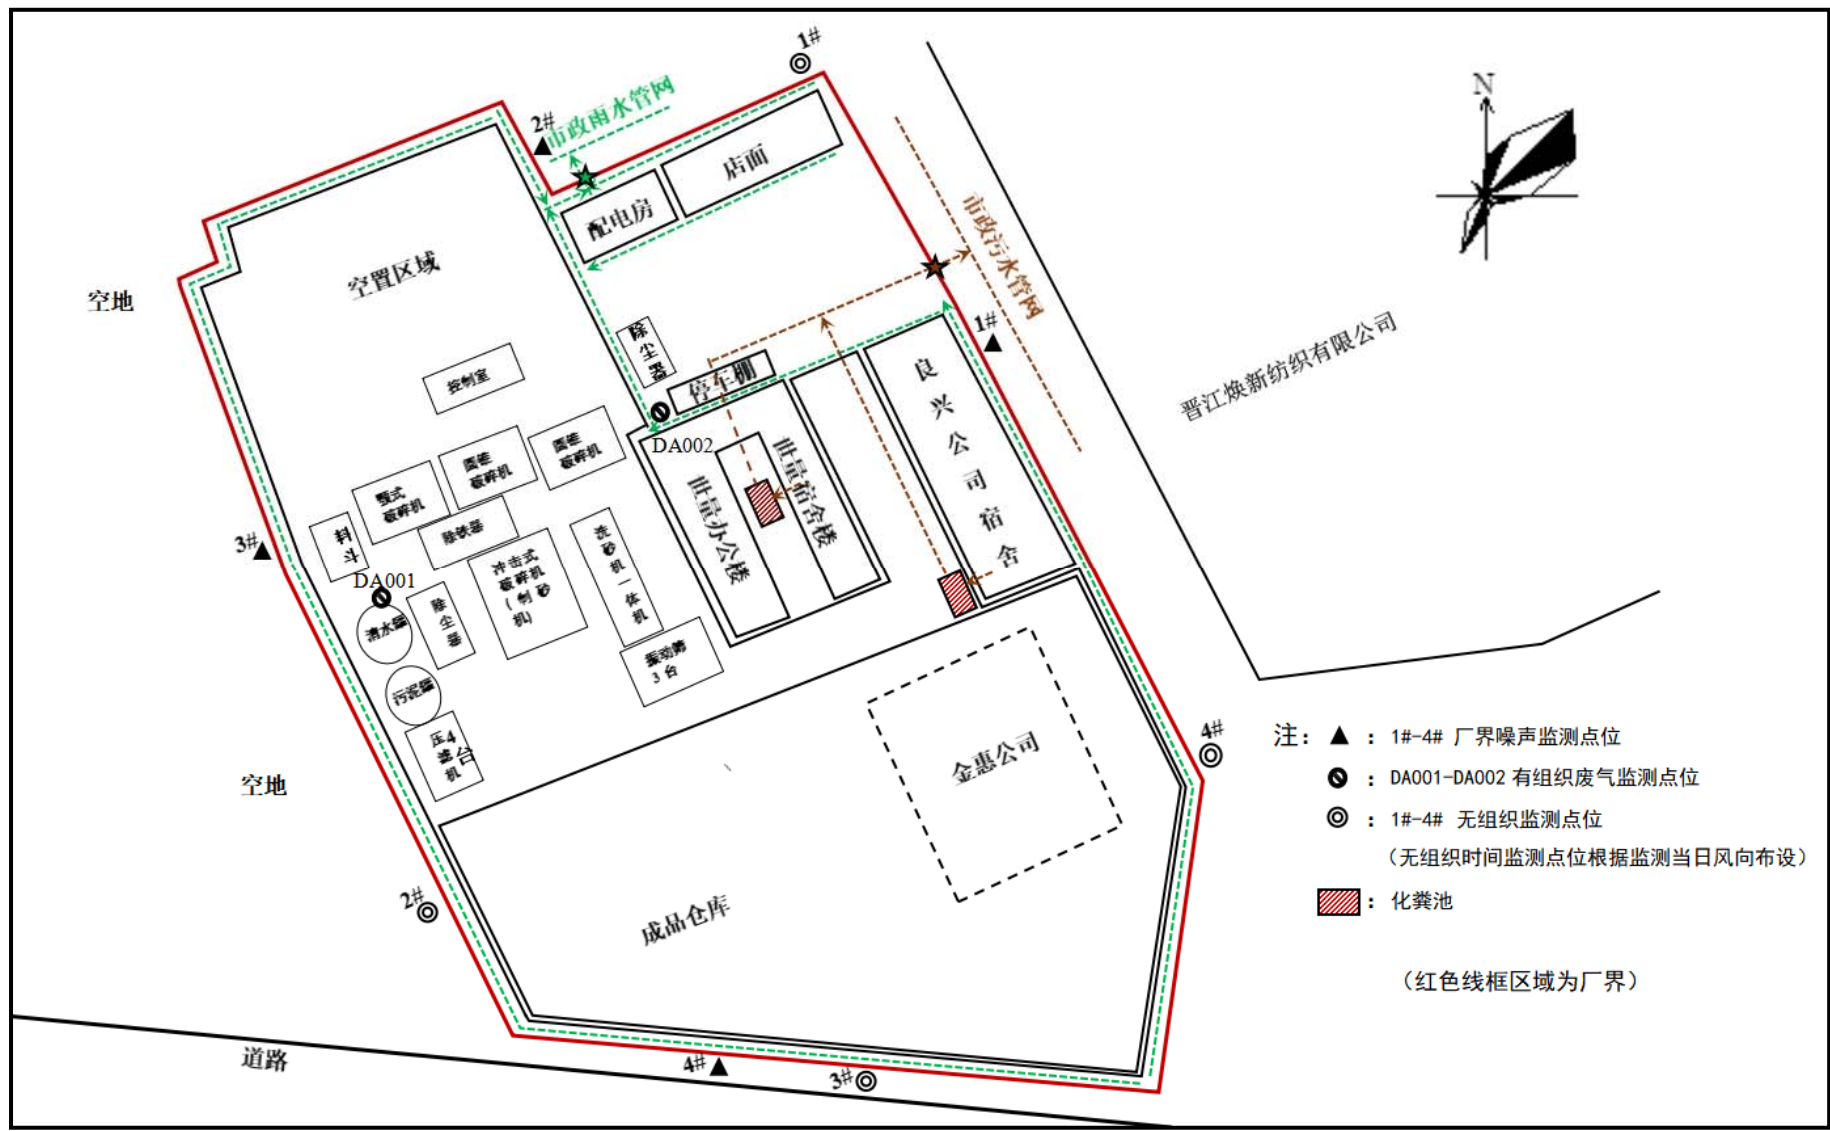 1#
N
2#
市政雨水管网
店面
配电房
市政污水管网
空置区域
空地
除尘器
1#
晋江焕新纺织有限公司
停车棚
控制室
良兴公司宿舍
DA002
圆锥
破碎机
圆锥
破碎机
颚式
破碎机
批量宿舍楼
批量办公楼
除铁器
料斗
3#
洗砂机一体机
冲击式
破碎机
(制砂
机)
DA001
清水罐
除尘器
振动筛
3台
污泥罐
压滤机
4台
金惠公司
4#
空地
注：
： 1#-4# 厂界噪声监测点位
： DA001-DA002 有组织废气监测点位
： 1#-4# 无组织监测点位
（无组织时间监测点位根据监测当日风向布设）
： 化粪池
2#
成品仓库
（红色线框区域为厂界）
道路
4#
3#